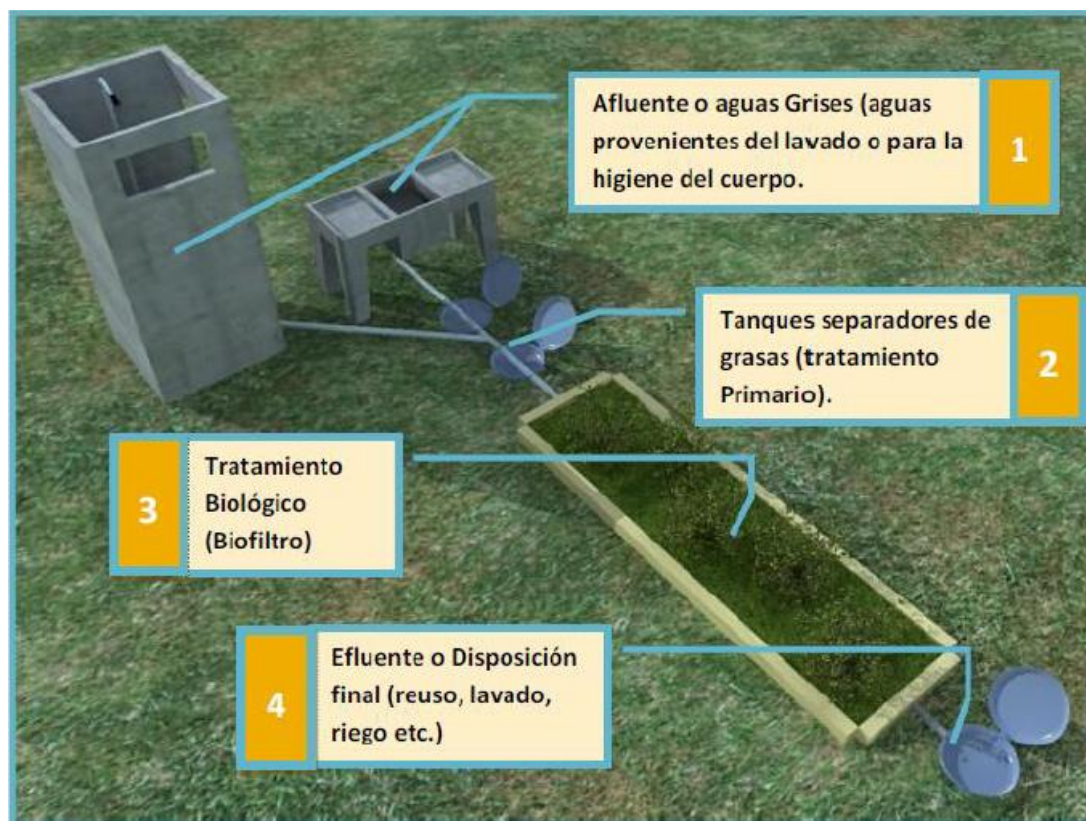 Afluente o aguas Grises (aguas
provenientes del lavado o para la
higiene del cuerpo.
1
Tanques separadores de
grasas (tratamiento
Primario).
2
3
Tratamiento
Biológico
(Biofiltro)
4
Efluente o Disposición
final (reuso, lavado,
riego etc.)